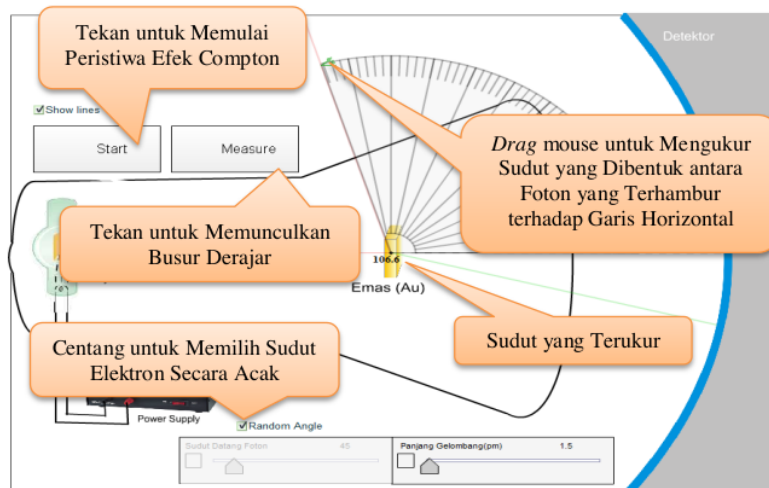 Tekan untuk Memulai
Peristiwa Efek Compton
Detektor
Show lines
Start
Measure
Drag mouse untuk Mengukur
Sudut yang Dibentuk antara
Foton yang Terhambur
terhadap Garis Horizontal
Tekan untuk Memunculkan
Busur Derajar
106.6
Emas (Au)
Sudut yang Terukur
Centang untuk Memilih Sudut
Elektron Secara Acak
Power Supply
Random Angle
Sudut Datang Foton 45
Panjang Gelombang(pm) 1.5